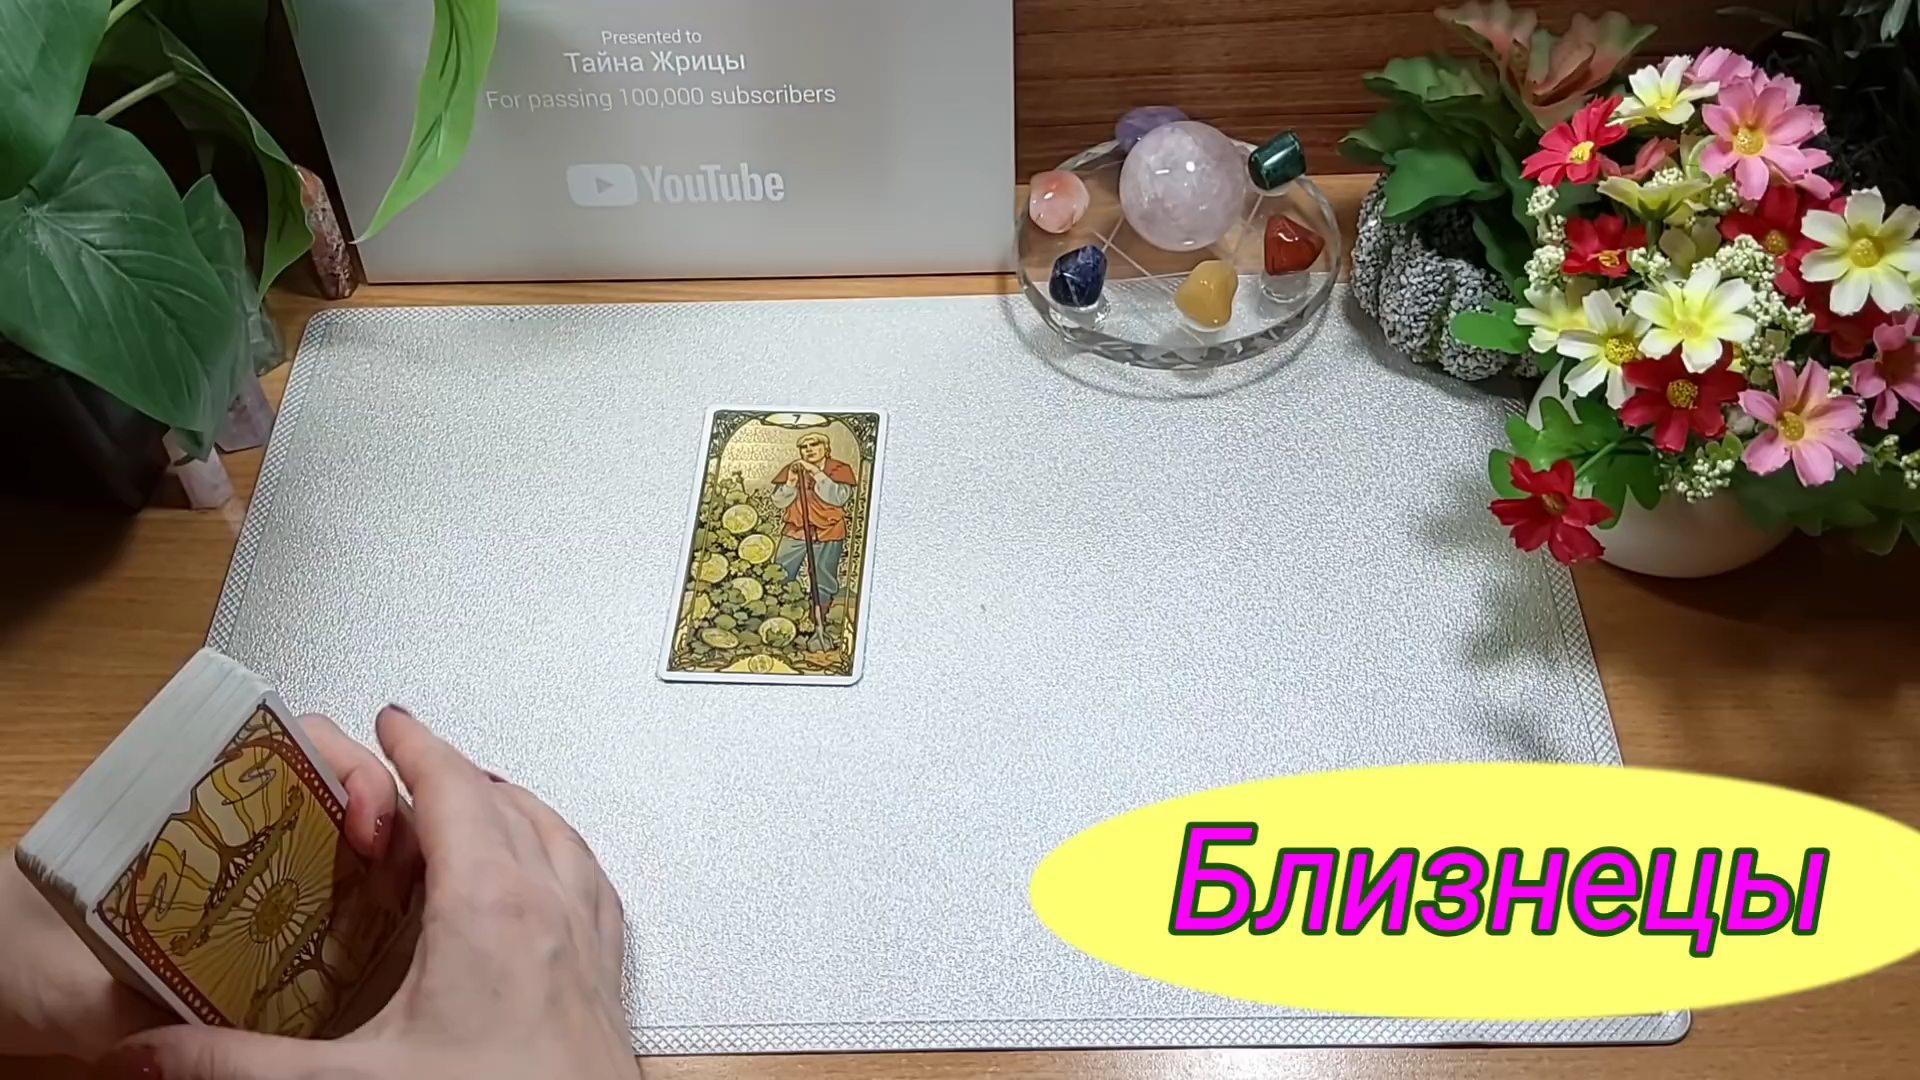 Presented to
Тайна Жрицы
For passing 100,000 subscribers
YouTube
7
Близнецы